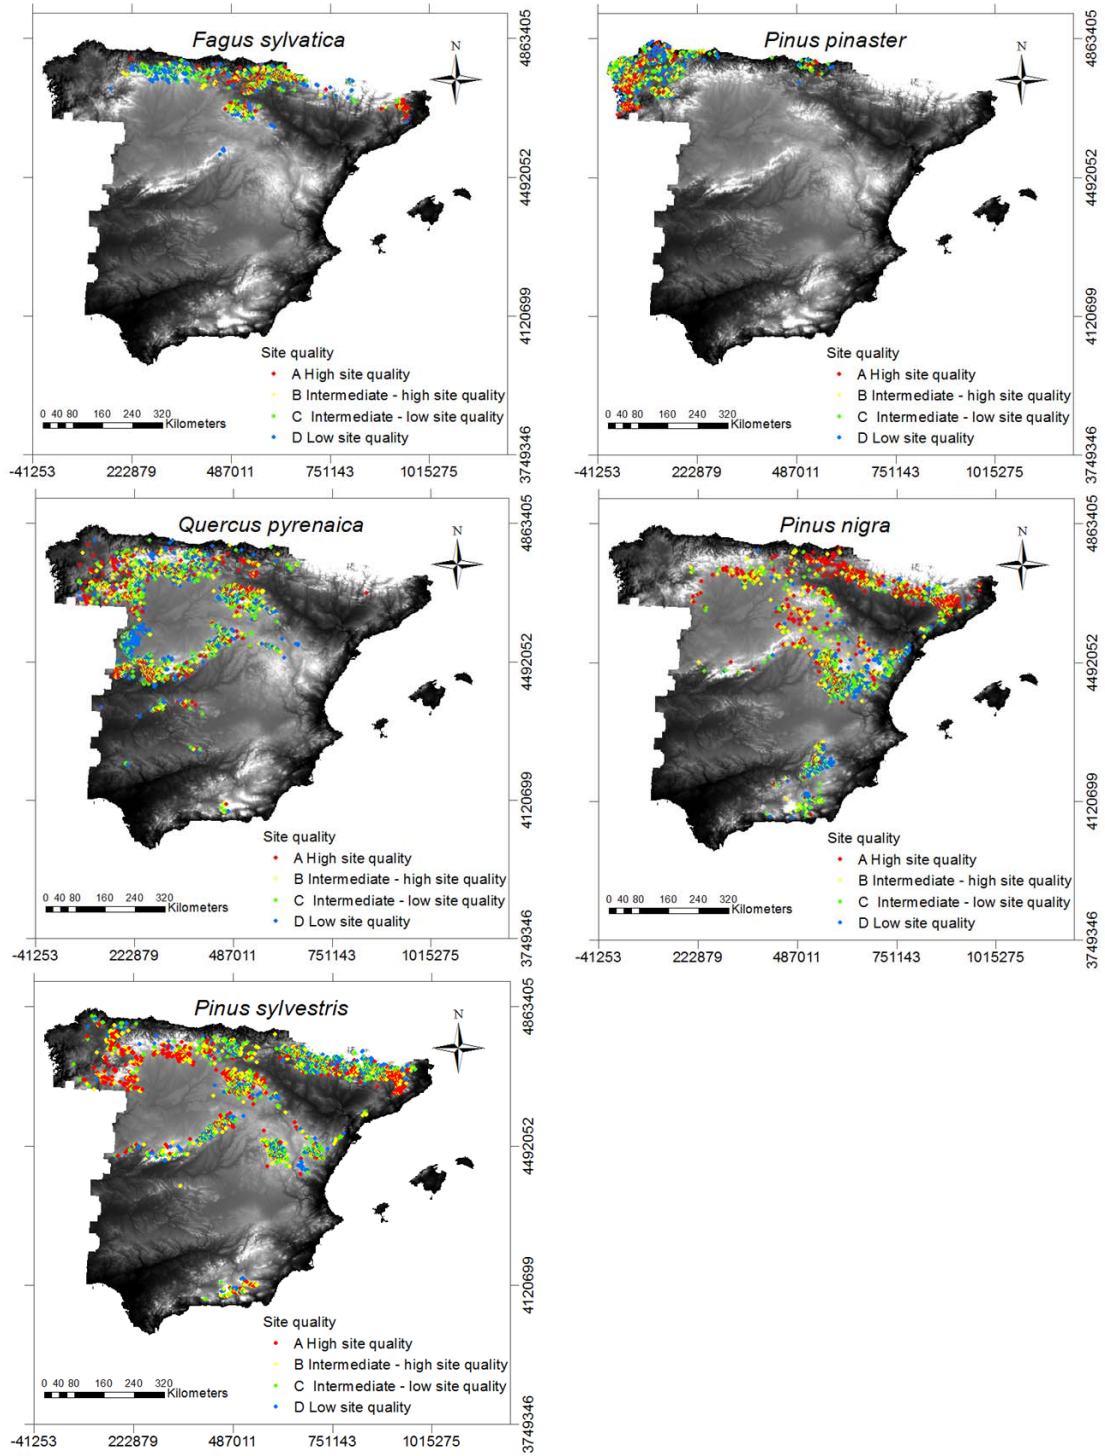 Fagus sylvatica
N
4863405
4492052
4120699
3749346
Site quality
A High site quality
B Intermediate - high site quality
C Intermediate - low site quality
D Low site quality
0 40 80 160 240 320
Kilometers
-41253 222879 487011 751143 1015275
Pinus pinaster
N
4863405
4492052
4120699
3749346
Site quality
A High site quality
B Intermediate - high site quality
C Intermediate - low site quality
D Low site quality
0 40 80 160 240 320
Kilometers
-41253 222879 487011 751143 1015275
Quercus pyrenaica
N
4863405
4492052
4120699
3749346
Site quality
A High site quality
B Intermediate - high site quality
C Intermediate - low site quality
D Low site quality
0 40 80 160 240 320
Kilometers
-41253 222879 487011 751143 1015275
Pinus nigra
N
4863405
4492052
4120699
3749346
Site quality
A High site quality
B Intermediate - high site quality
C Intermediate - low site quality
D Low site quality
0 40 80 160 240 320
Kilometers
-41253 222879 487011 751143 1015275
Pinus sylvestris
N
4863405
4492052
4120699
3749346
Site quality
A High site quality
B Intermediate - high site quality
C Intermediate - low site quality
D Low site quality
0 40 80 160 240 320
Kilometers
-41253 222879 487011 751143 1015275